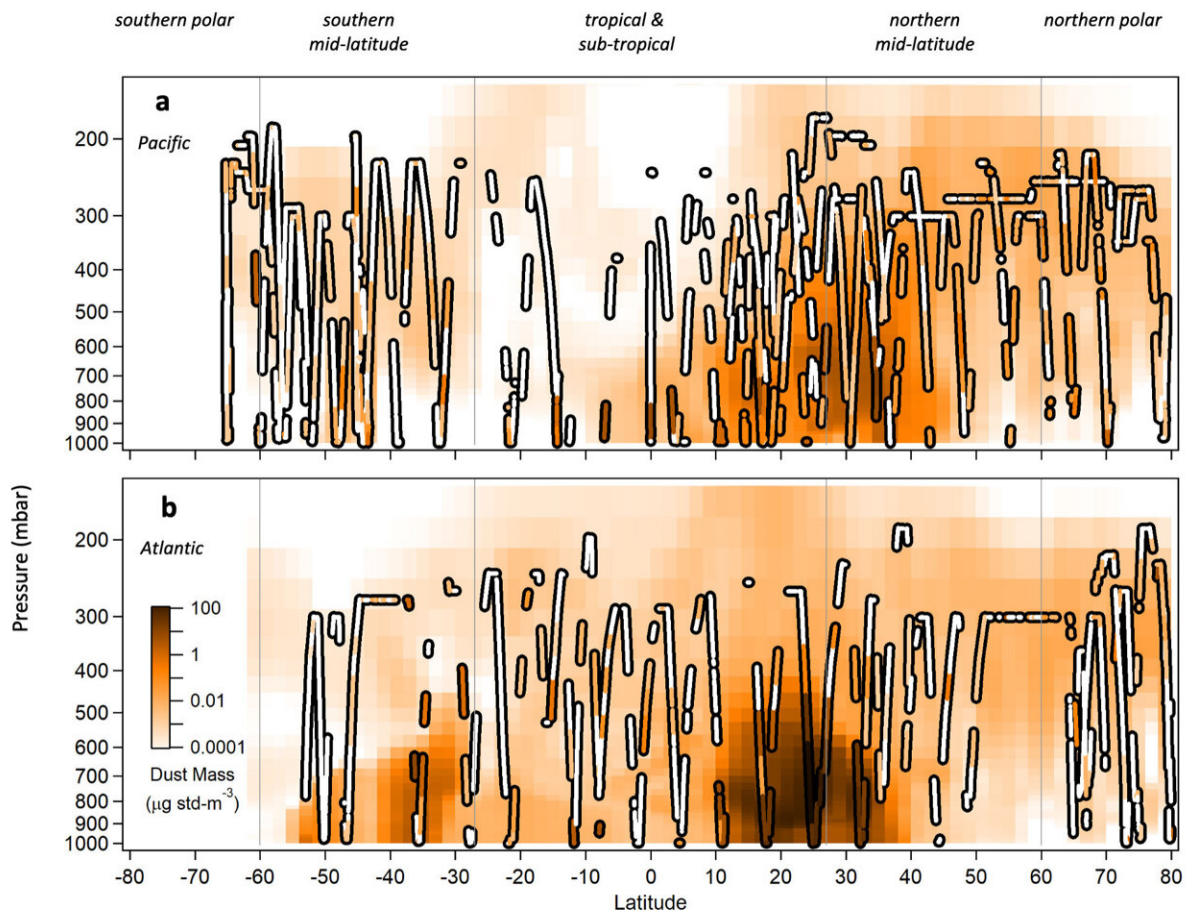 southern polar
southern
mid-latitude
tropical &
sub-tropical
northern
mid-latitude
northern polar
a
Pacific
200
300
400
500
600
700
800
900
1000
Pressure (mbar)
b
Atlantic
200
300
400
500
600
700
800
900
1000
100
1
0.01
0.0001
Dust Mass
(µg std-m⁻³)
-80 -70 -60 -50 -40 -30 -20 -10 0 10 20 30 40 50 60 70 80
Latitude